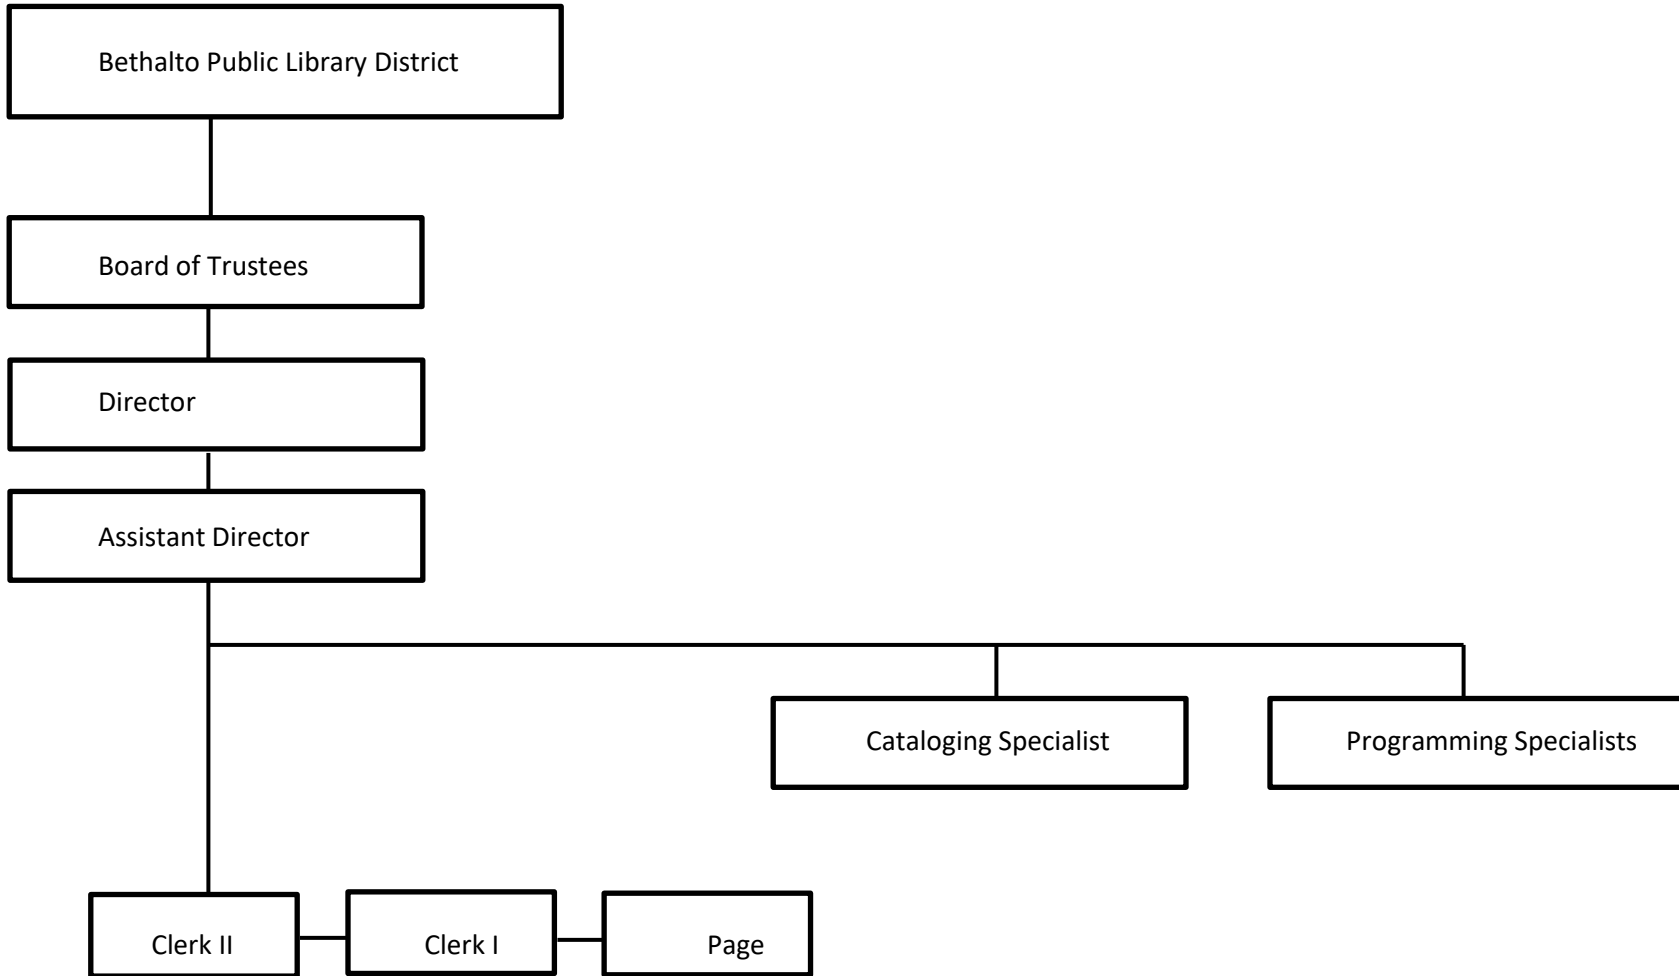 Bethalto Public Library District
Board of Trustees
Director
Assistant Director
Cataloging Specialist
Programming Specialists
Clerk II
Clerk I
Page